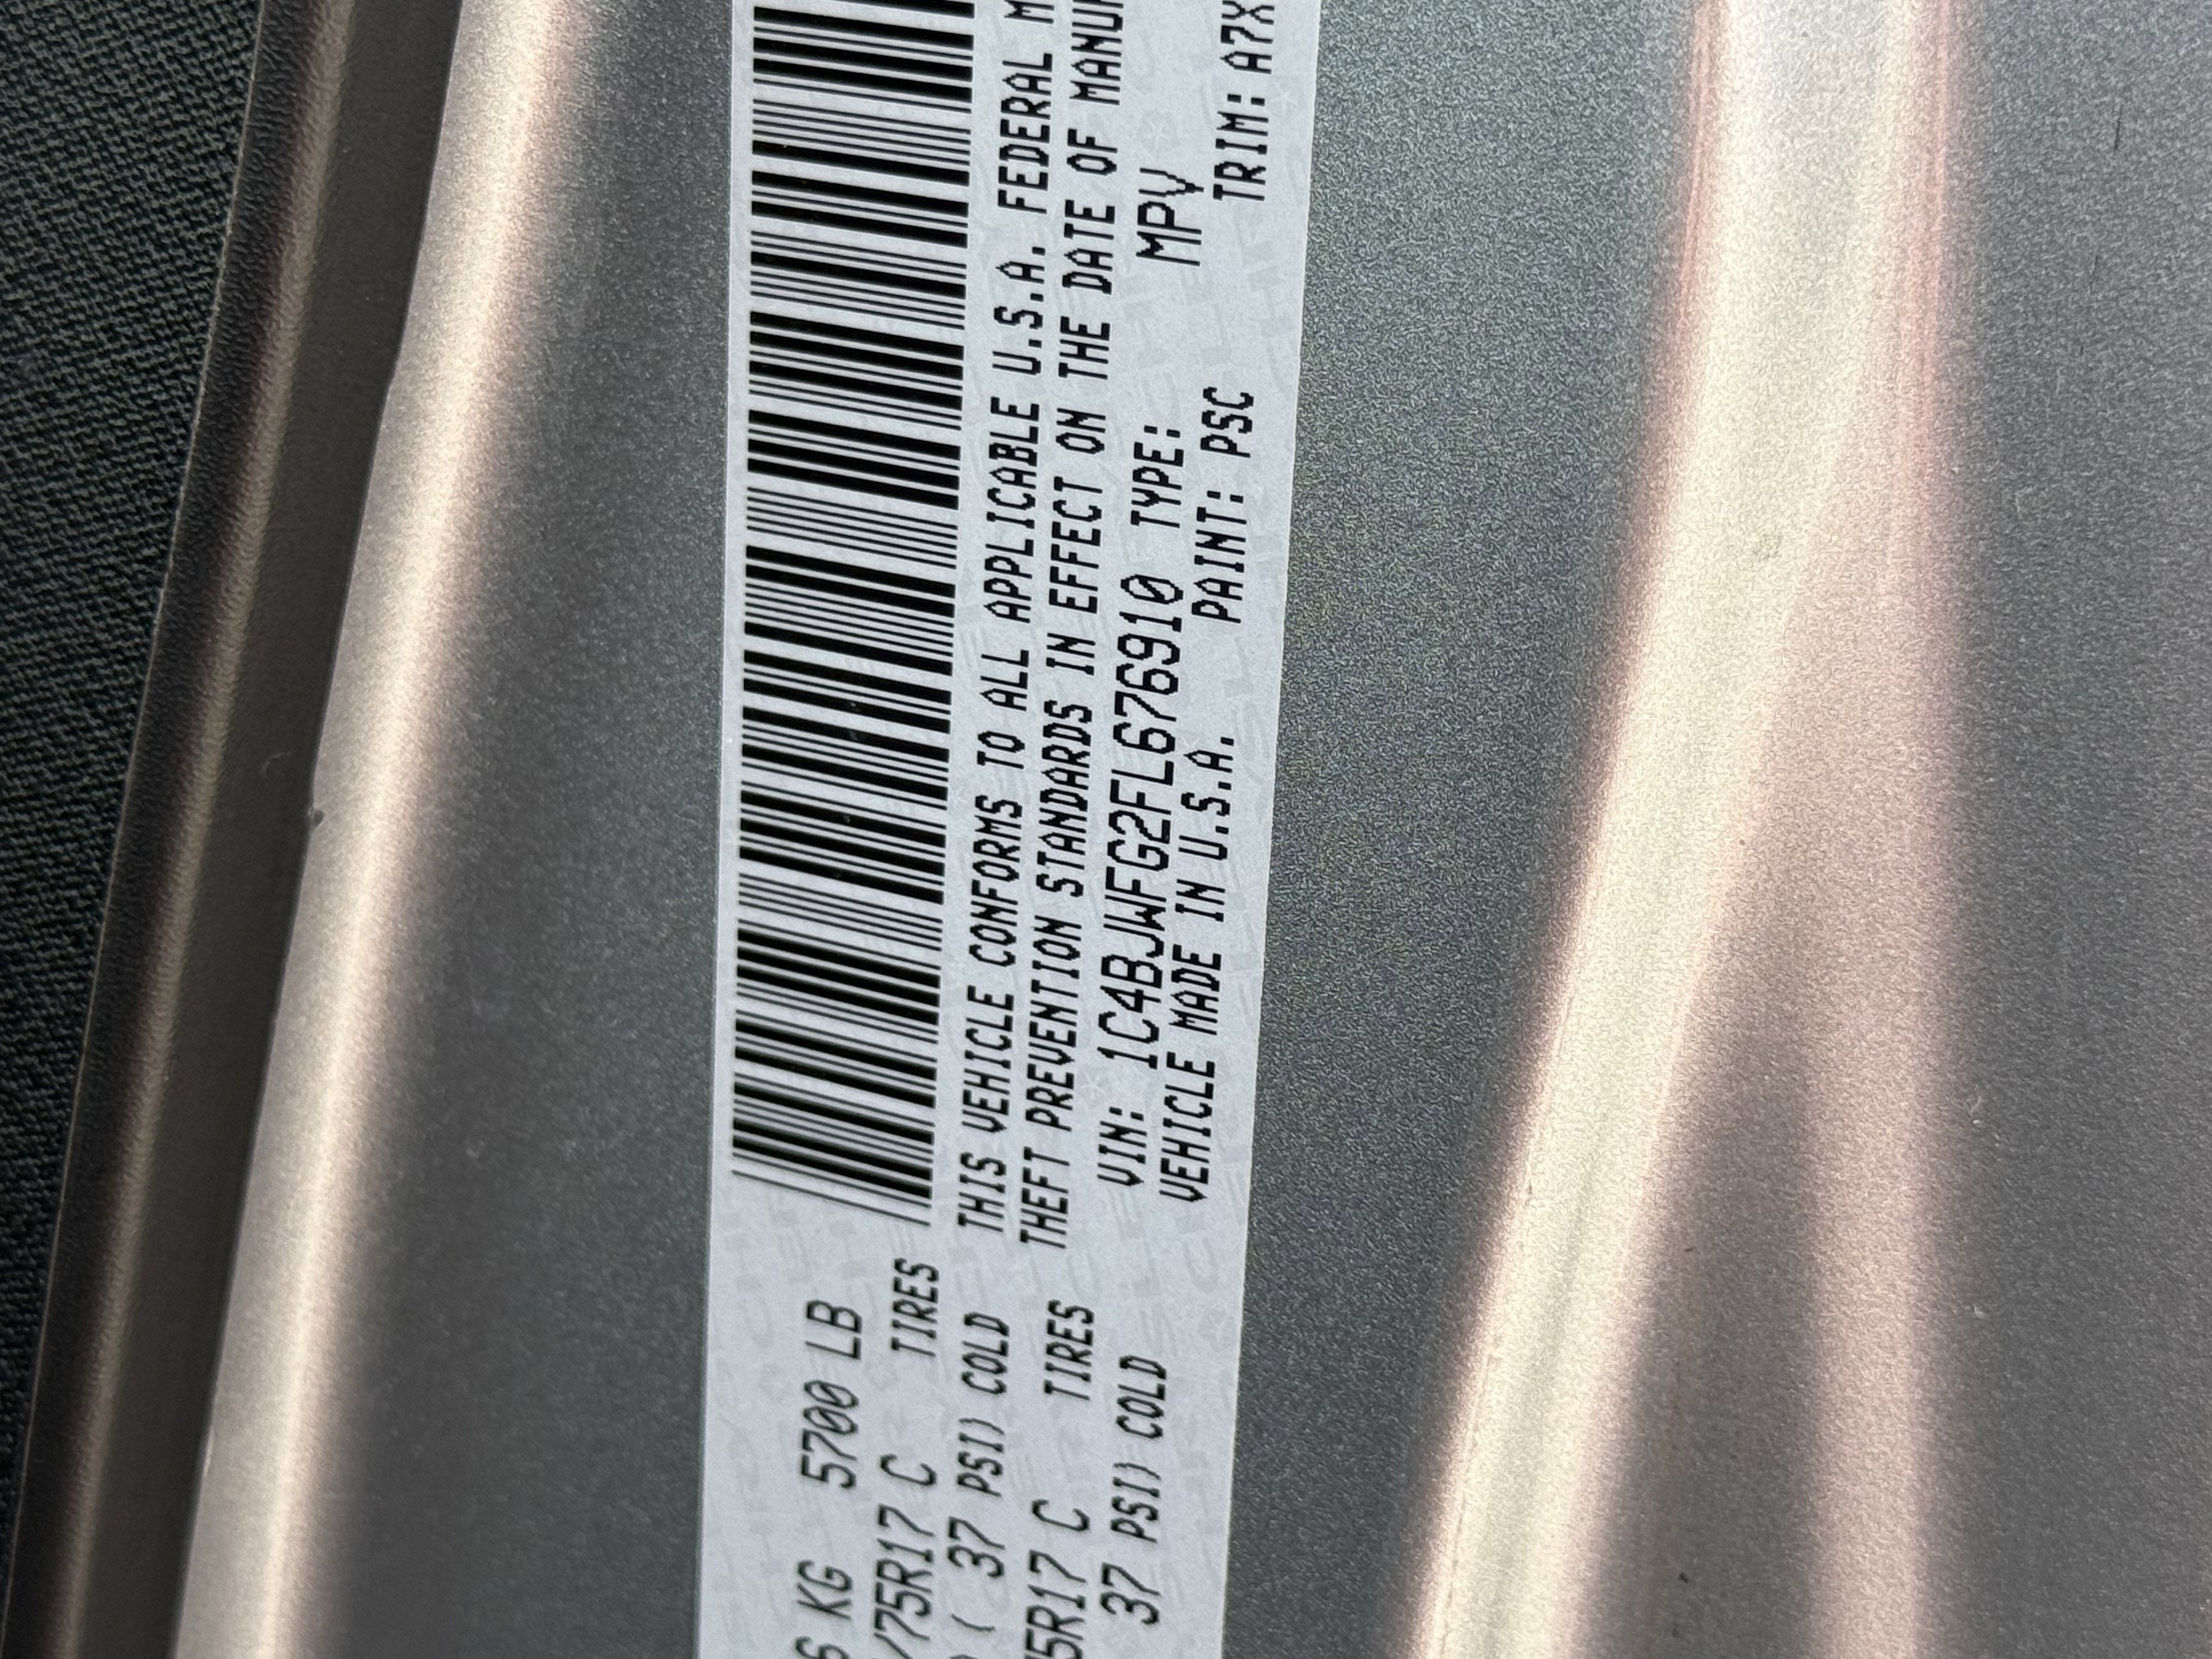 KG 5700 LB
/75R17 C TIRES
( 37 PSI) COLD
5R17 C TIRES
37 PSI) COLD
THIS VEHICLE CONFORMS TO ALL APPLICABLE U.S.A. FEDERAL M
THEFT PREVENTION STANDARDS IN EFFECT ON THE DATE OF MANUF
VIN: 1C4BJWFG2FL676910 TYPE: MPV
VEHICLE MADE IN U.S.A. PAINT: PSC TRIM: A7X